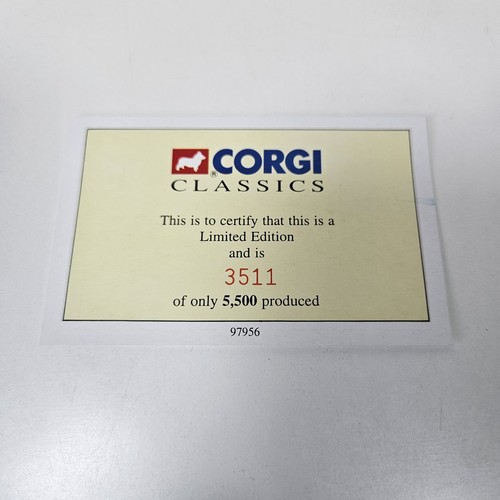 CORGI
CLASSICS
This is to certify that this is a
Limited Edition
and is
3511
of only 5,500 produced
97956